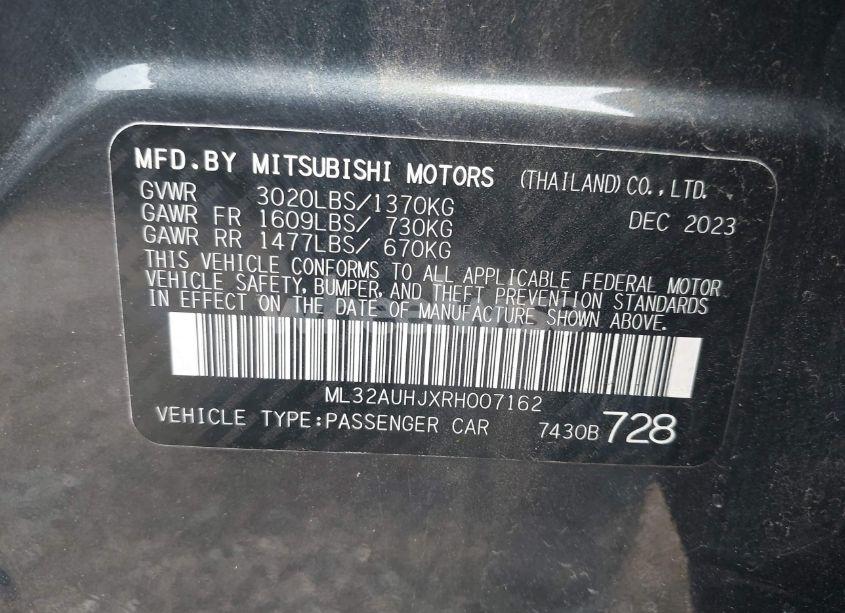 MFD.BY MITSUBISHI MOTORS (THAILAND) CO.,LTD.
GVWR 3020LBS/1370KG DEC 2023
GAWR FR 1609LBS/ 730KG
GAWR RR 1477LBS/ 670KG
THIS VEHICLE CONFORMS TO ALL APPLICABLE FEDERAL MOTOR
VEHICLE SAFETY, BUMPER, AND THEFT PREVENTION STANDARDS
IN EFFECT ON THE DATE OF MANUFACTURE SHOWN ABOVE.
ML32AUHJXRH007162
VEHICLE TYPE:PASSENGER CAR 7430B 728